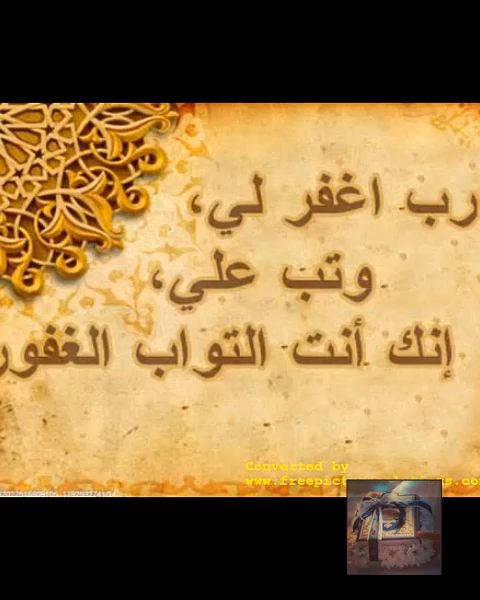 رب اغفر لي،
وتب علي،
إنك أنت التواب الغفور
Converted by